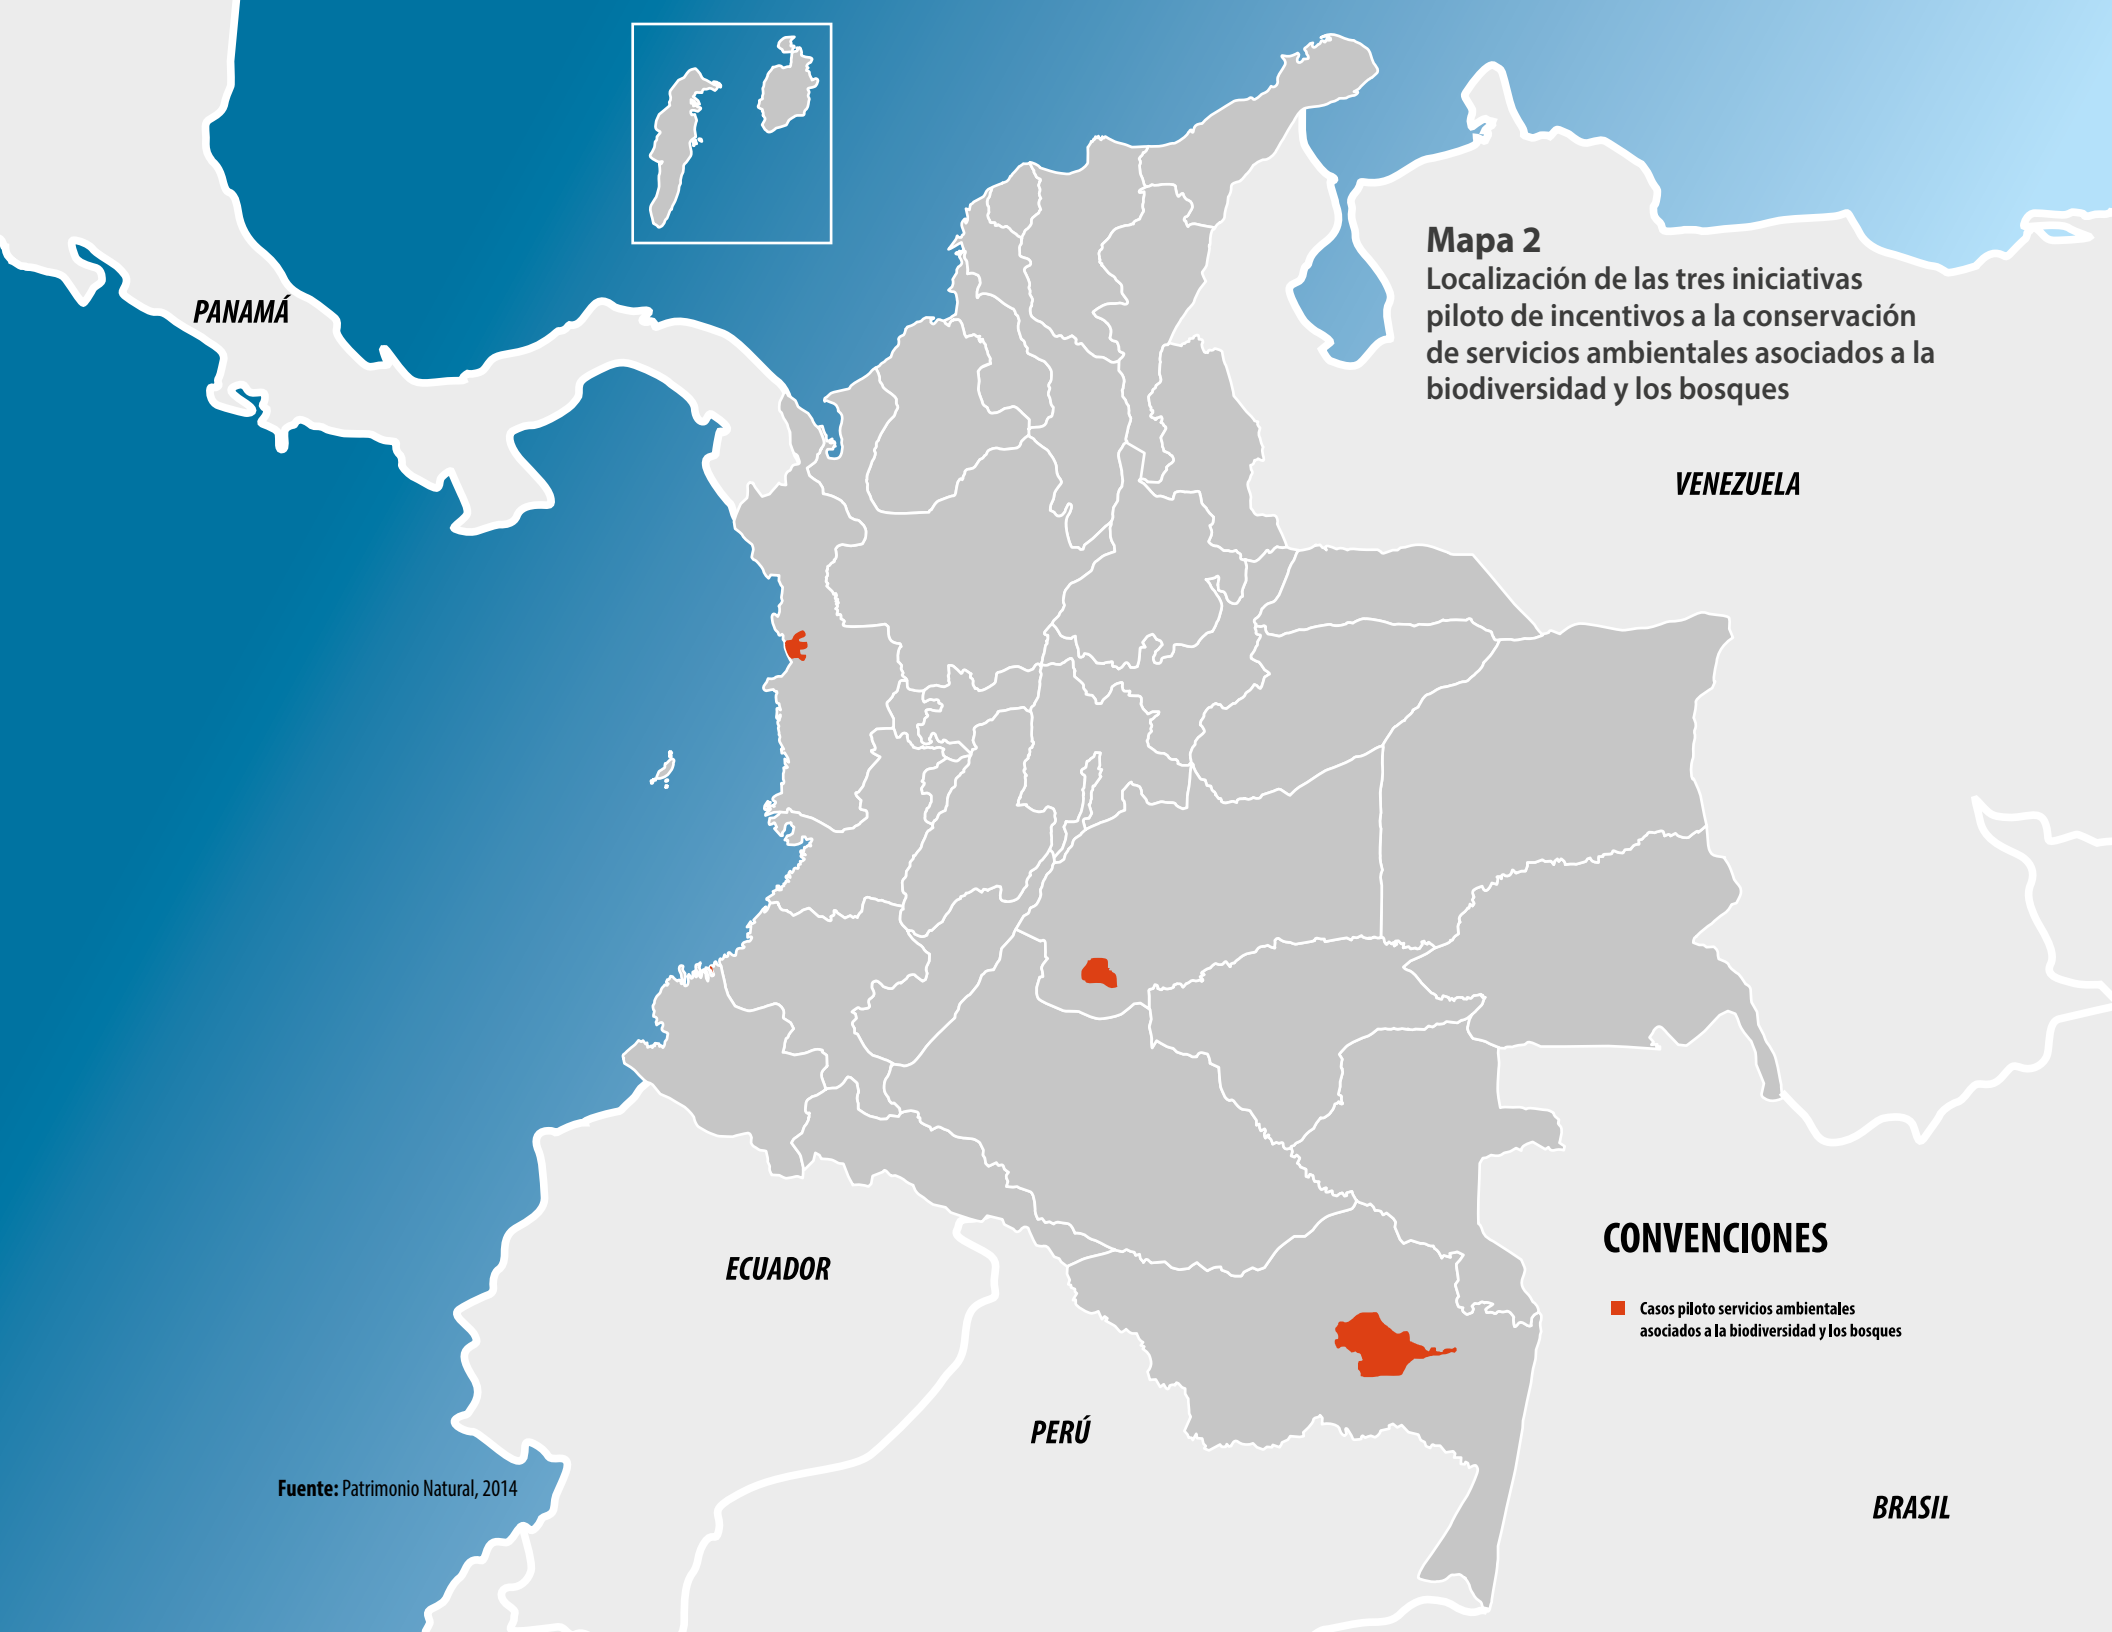 Mapa 2
Localización de las tres iniciativas
piloto de incentivos a la conservación
de servicios ambientales asociados a la
biodiversidad y los bosques
PANAMÁ
VENEZUELA
ECUADOR
PERÚ
BRASIL
CONVENCIONES
Casos piloto servicios ambientales
asociados a la biodiversidad y los bosques
Fuente: Patrimonio Natural, 2014